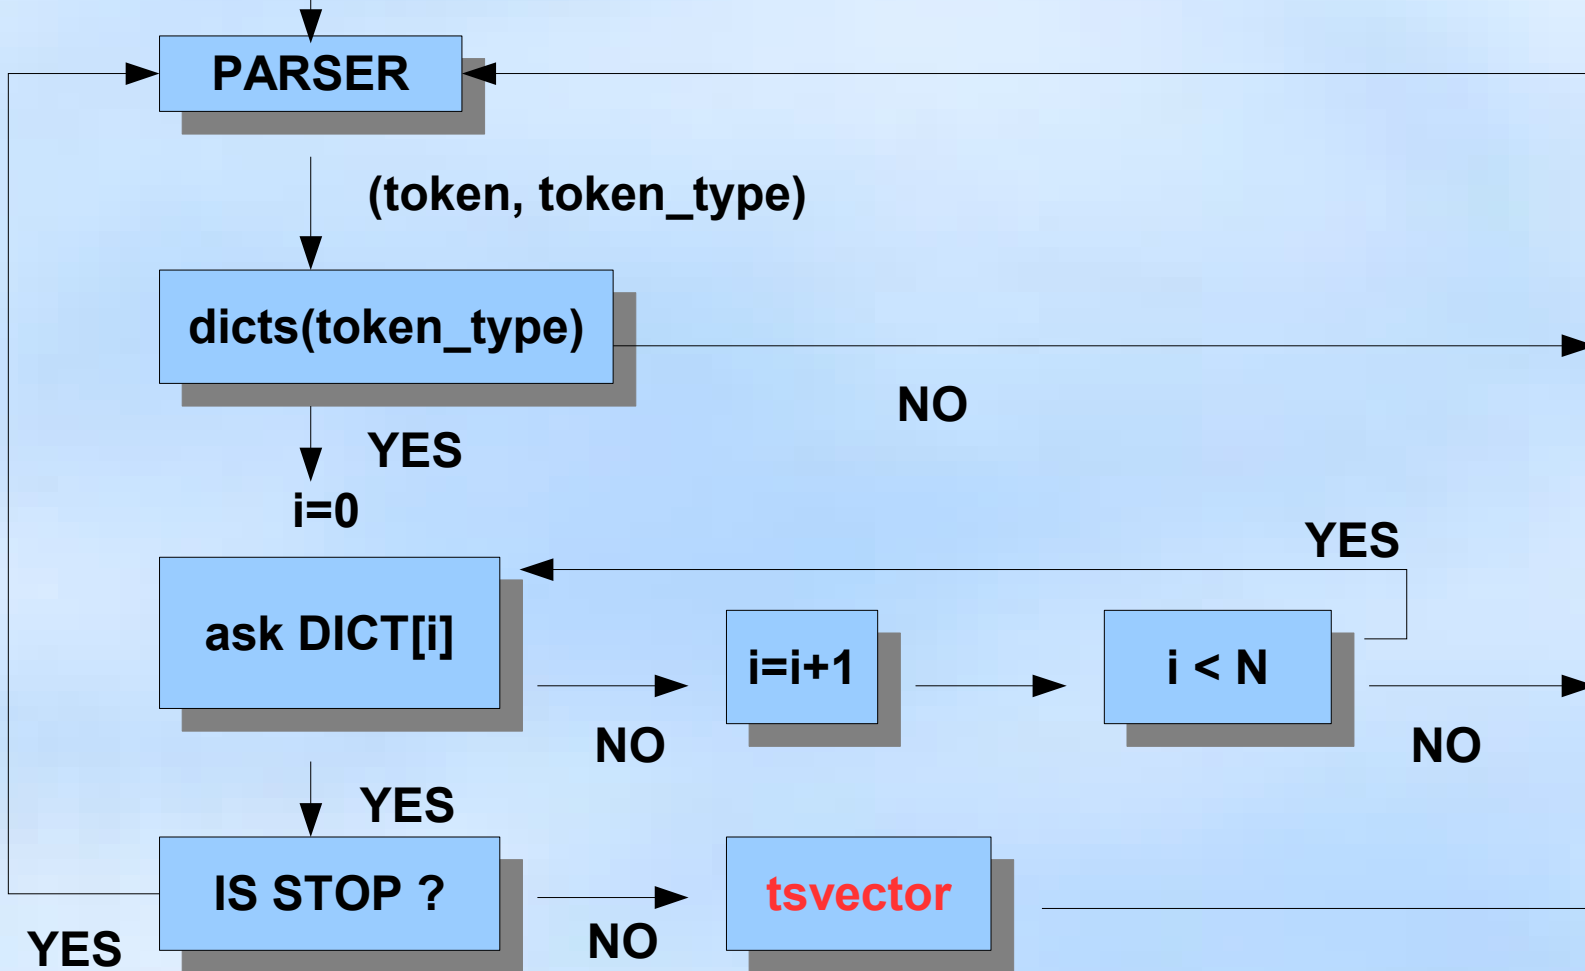 PARSER
(token, token_type)
dicts(token_type)
NO
YES
i=0
YES
ask DICT[i]
i=i+1
i < N
NO
NO
YES
IS STOP ?
tsvector
YES
NO